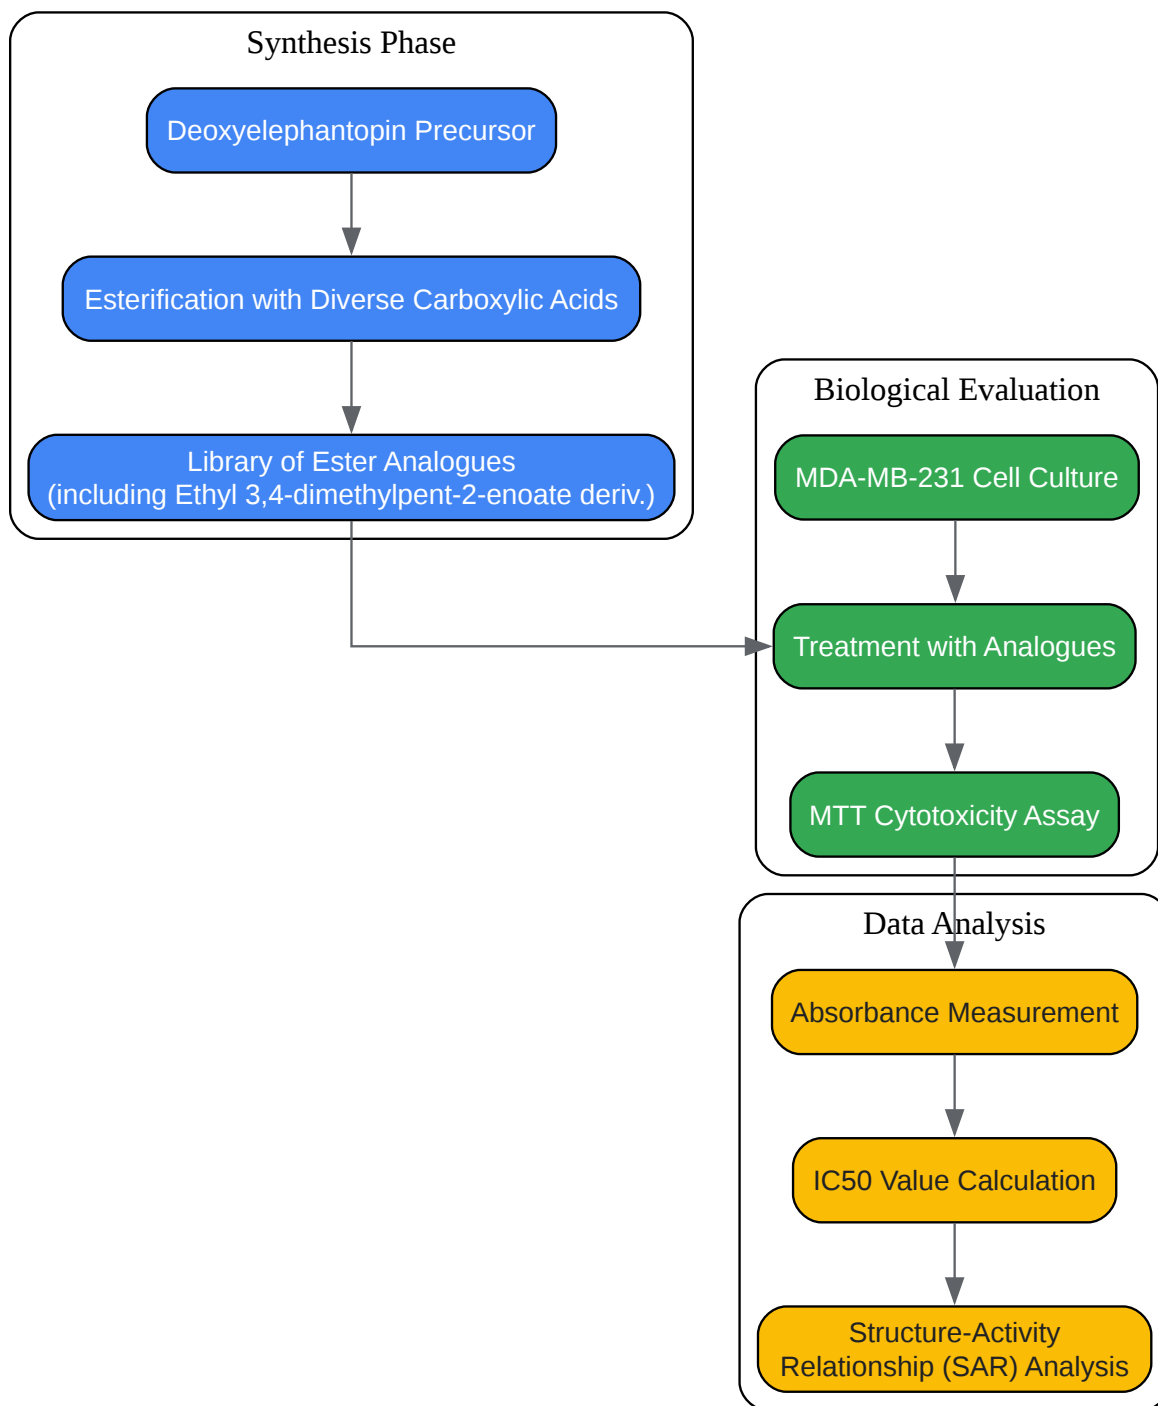 Synthesis Phase
Deoxyelephantopin Precursor
Esterification with Diverse Carboxylic Acids
Library of Ester Analogues
(including Ethyl 3,4-dimethylpent-2-enoate deriv.)
Biological Evaluation
MDA-MB-231 Cell Culture
Treatment with Analogues
MTT Cytotoxicity Assay
Data Analysis
Absorbance Measurement
IC50 Value Calculation
Structure-Activity
Relationship (SAR) Analysis